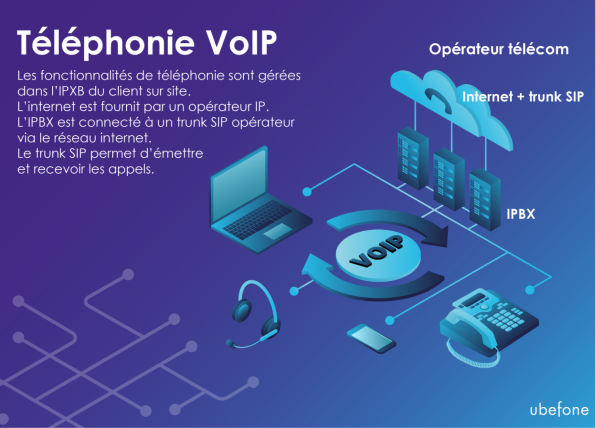 Téléphonie VoIP
Les fonctionnalités de téléphonie sont gérées
dans l'IPXB du client sur site.
L'internet est fournit par un opérateur IP.
L'IPBX est connecté à un trunk SIP opérateur
via le réseau internet.
Le trunk SIP permet d'émettre
et recevoir les appels.
Opérateur télécom
Internet + trunk SIP
IPBX
VOIP
ubefone